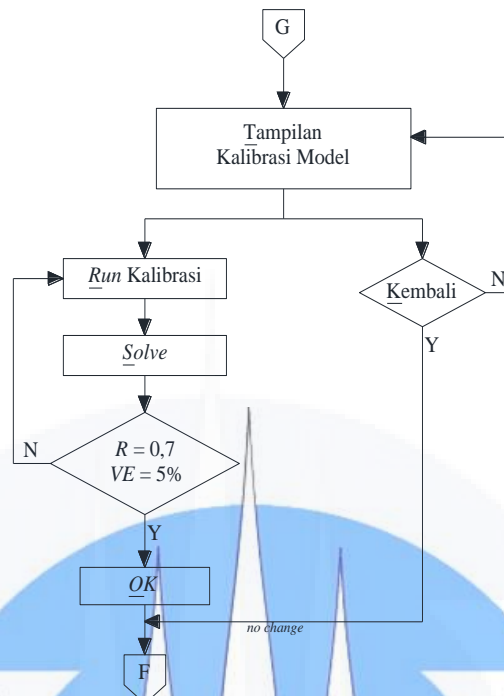 G
Tampilan
Kalibrasi Model
Run Kalibrasi
Kembali
N
Solve
Y
R = 0,7
VE = 5%
N
Y
OK
no change
F